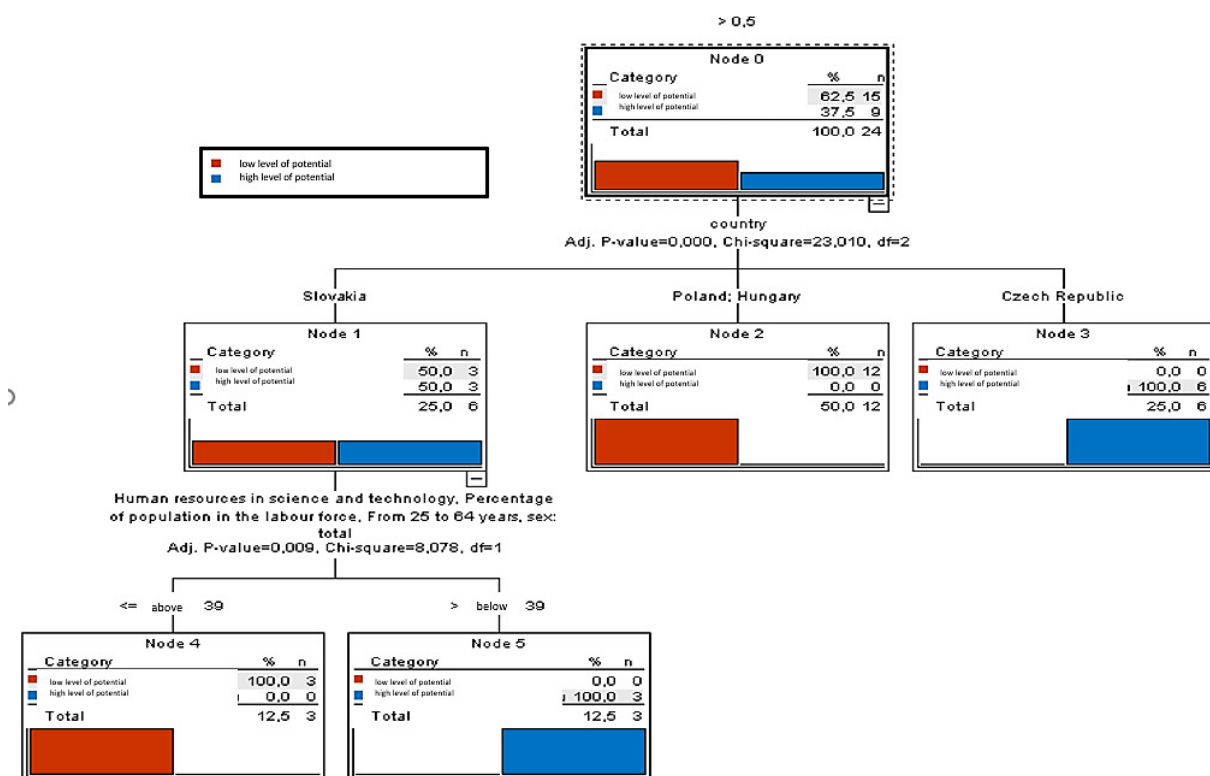 > 0,5
Node 0
Category % n
low level of potential 62,5 15
high level of potential 37,5 9
Total 100,0 24
low level of potential
high level of potential
country
Adj. P-value=0,000, Chi-square=23,010, df=2
Slovakia
Poland; Hungary
Czech Republic
Node 1
Category % n
low level of potential 50,0 3
high level of potential 50,0 3
Total 25,0 6
Node 2
Category % n
low level of potential 100,0 12
high level of potential 0,0 0
Total 50,0 12
Node 3
Category % n
low level of potential 0,0 0
high level of potential 100,0 6
Total 25,0 6
Human resources in science and technology, Percentage
of population in the labour force, From 25 to 64 years, sex:
total
Adj. P-value=0,009, Chi-square=8,078, df=1
<= above 39
> below 39
Node 4
Category % n
low level of potential 100,0 3
high level of potential 0,0 0
Total 12,5 3
Node 5
Category % n
low level of potential 0,0 0
high level of potential 100,0 3
Total 12,5 3